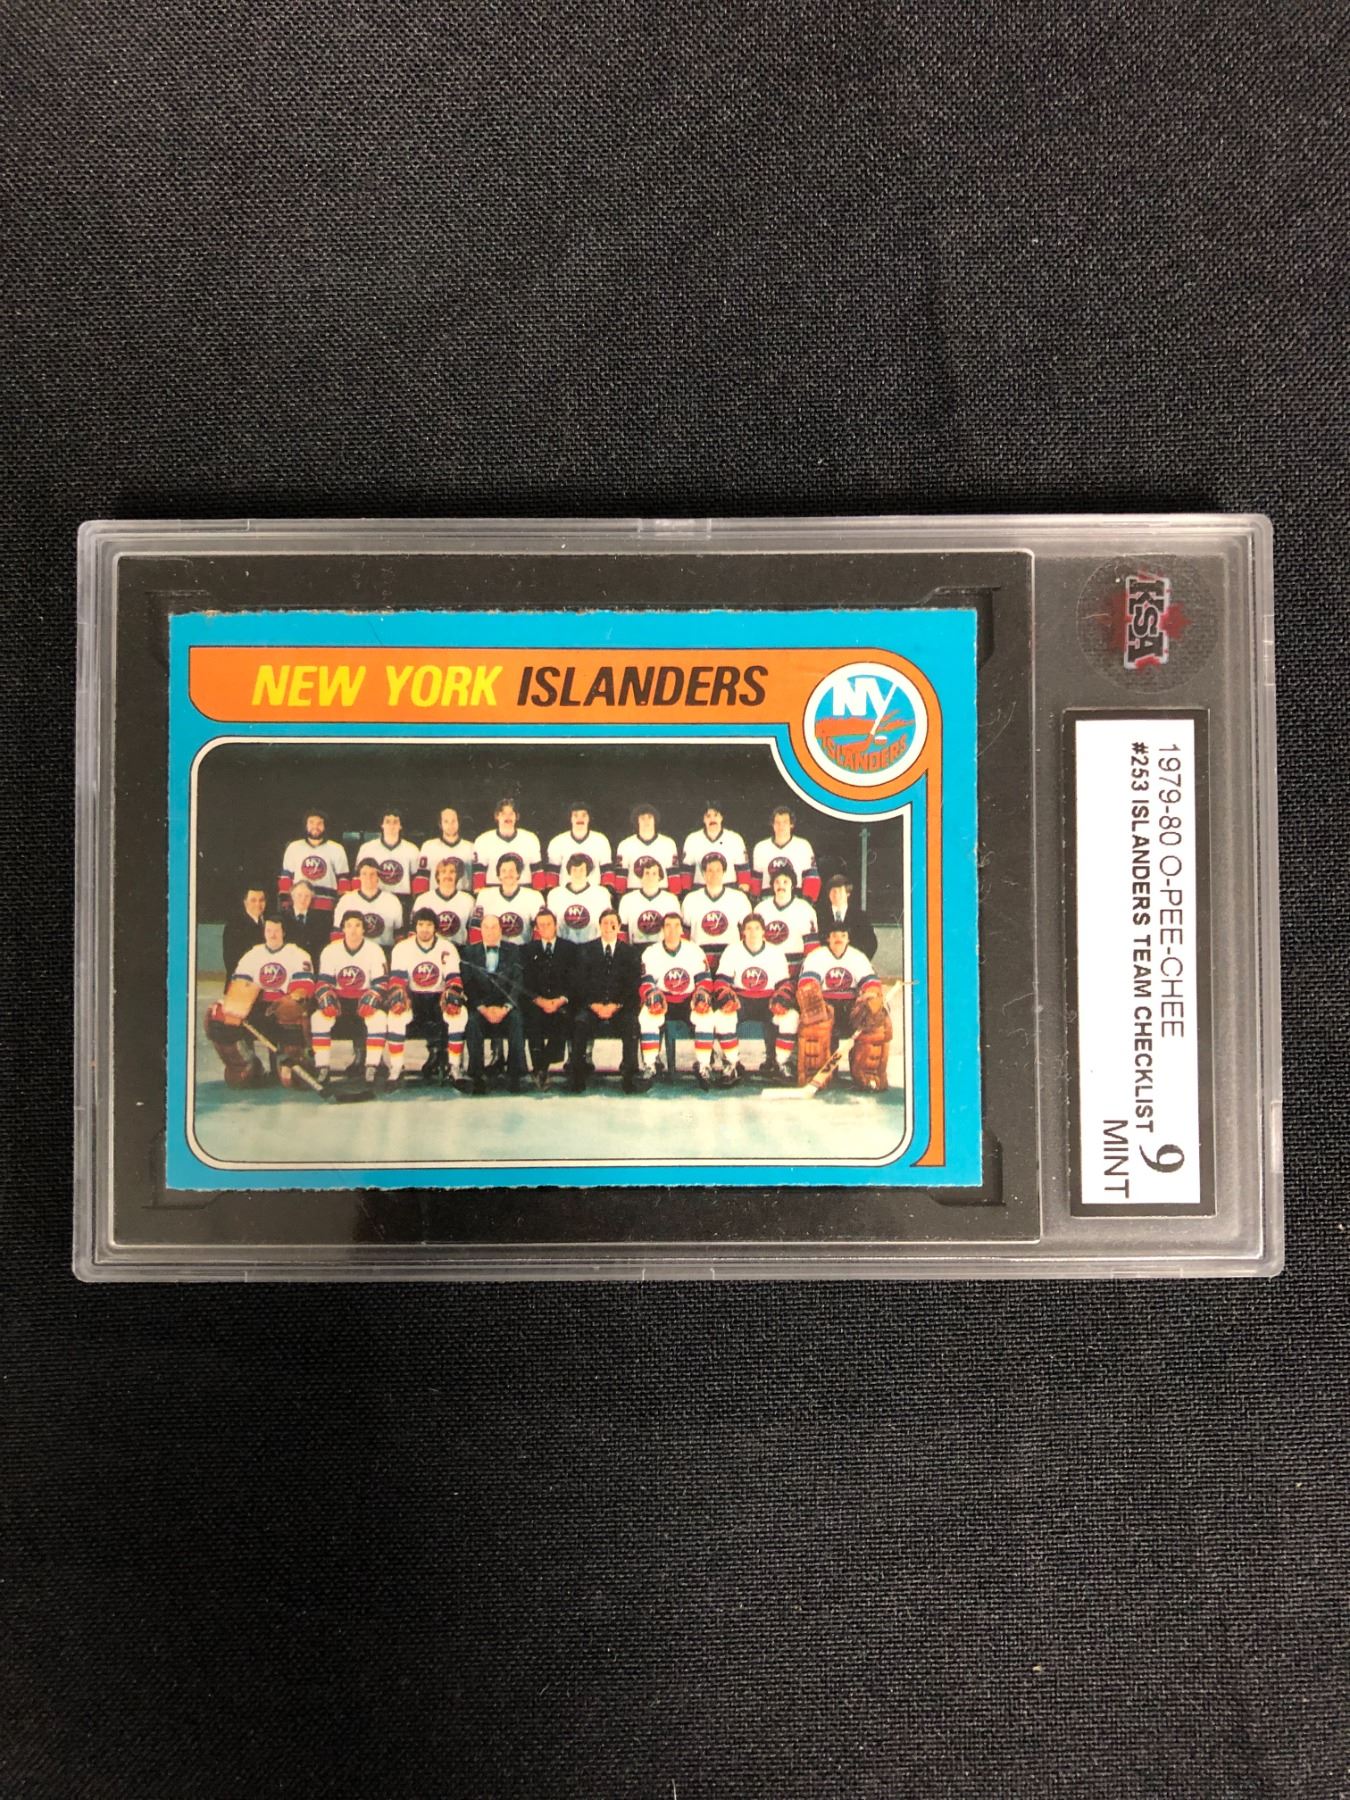 NEW YORK ISLANDERS
NY
ISLANDERS
KSA
1979-80 O-PEE-CHEE
#253 ISLANDERS TEAM CHECKLIST
9
MINT